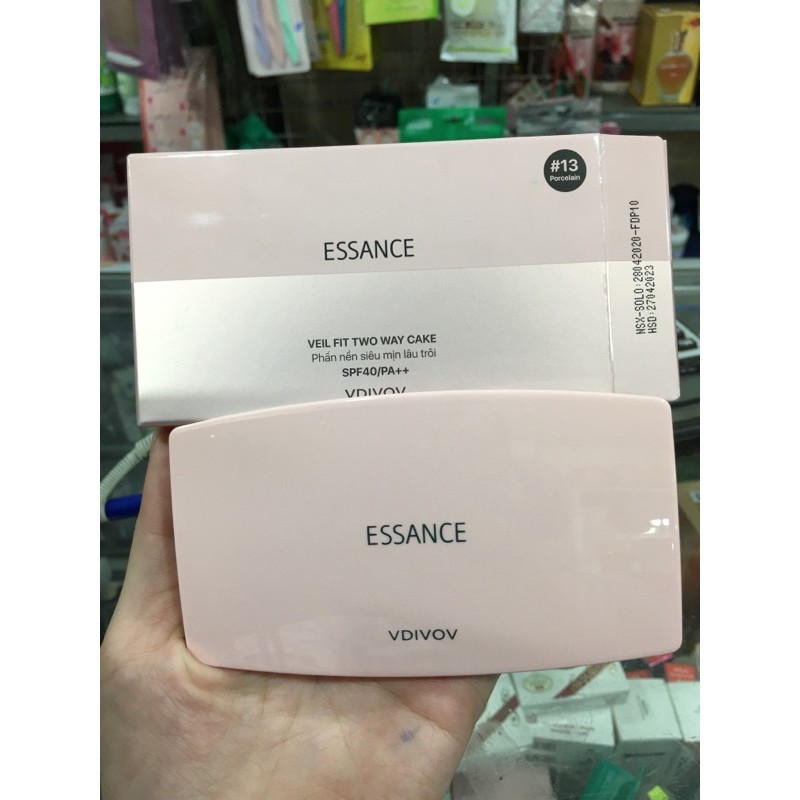 #13
Porcelain
ESSANCE
VEIL FIT TWO WAY CAKE
Phấn nền siêu mịn lâu trôi
SPF40/PA++
VDIVOV
NSX-SOLO:28042020-FDP10
HSD:27042023
ESSANCE
VDIVOV